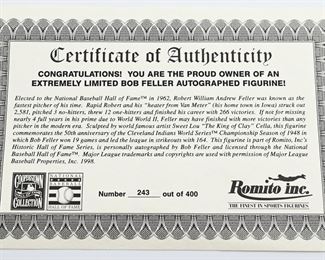 Certificate of Authenticity
CONGRATULATIONS! YOU ARE THE PROUD OWNER OF AN
EXTREMELY LIMITED BOB FELLER AUTOGRAPHED FIGURINE!
Elected to the National Baseball Hall of Fame™ in 1962, Robert William Andrew Feller was known as the
fastest pitcher of his time. Rapid Robert and his "heater from Van Meter" (his home town in Iowa) struck out
2,581, pitched 3 no-hitters, threw 12 one-hitters and finished his career with 266 victories. If not for missing
nearly 4 full years in his prime due to World World II, Feller may have finished with more victories than any
pitcher in the modern era. Sculpted by world famous artist Sweet Lou "The King of Clay" Cella, this figurine
commemorates the 50th anniversary of the Cleveland Indians World Series™ Championship Season of 1948 in
which Bob won 19 games and led the league in strikeouts with 164. This figurine is part of Romito, Inc's
Historic Hall of Fame Series, is personally autographed by Bob Feller and licensed through the National
Baseball Hall of Fame™. Major League trademarks and copyrights are used with permission of Major League
Baseball Properties, Inc. 1998.
COOPERSTOWN
COLLECTION
NATIONAL
BASEBALL
HALL OF FAME
Number 243 out of 400
Romito inc.
THE FINEST IN SPORTS FIGURINES